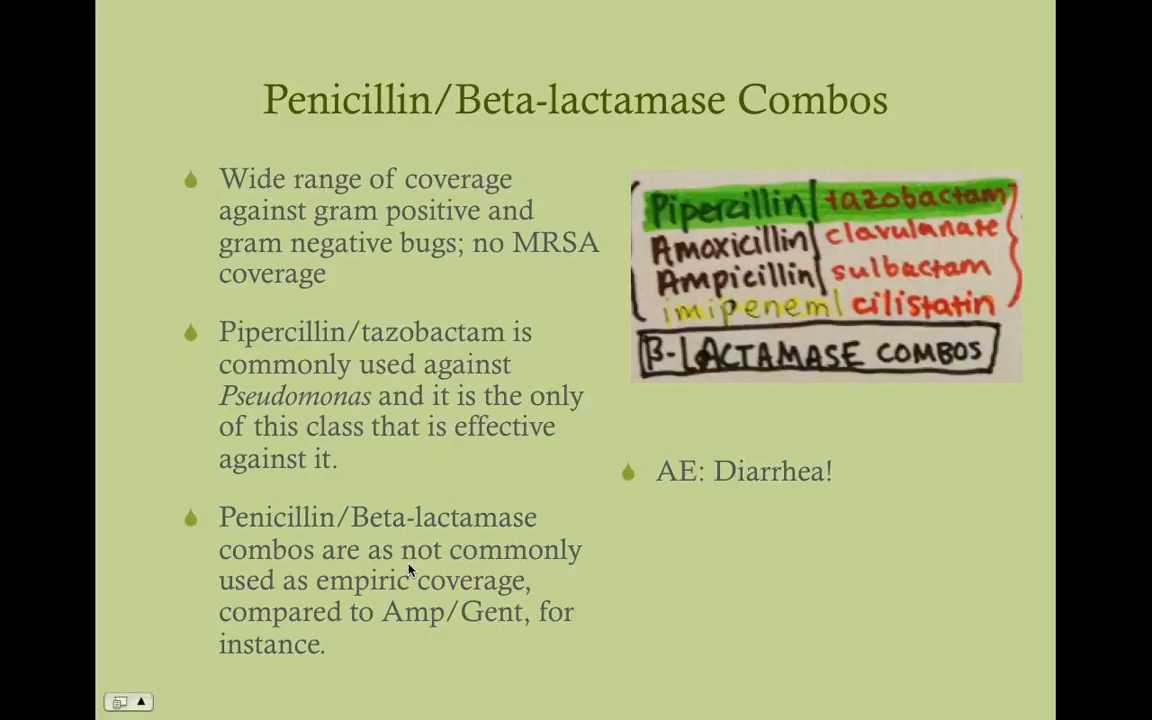 Penicillin/Beta-lactamase Combos
Wide range of coverage
against gram positive and
gram negative bugs; no MRSA
coverage
Pipercillin/tazobactam is
commonly used against
Pseudomonas and it is the only
of this class that is effective
against it.
Penicillin/Beta-lactamase
combos are as not commonly
used as empiric coverage,
compared to Amp/Gent, for
instance.
Pipercillin/tazobactam
Amoxicillin/clavulanate
Ampicillin/sulbactam
imipenem/cilistatin
β-LACTAMASE COMBOS
AE: Diarrhea!